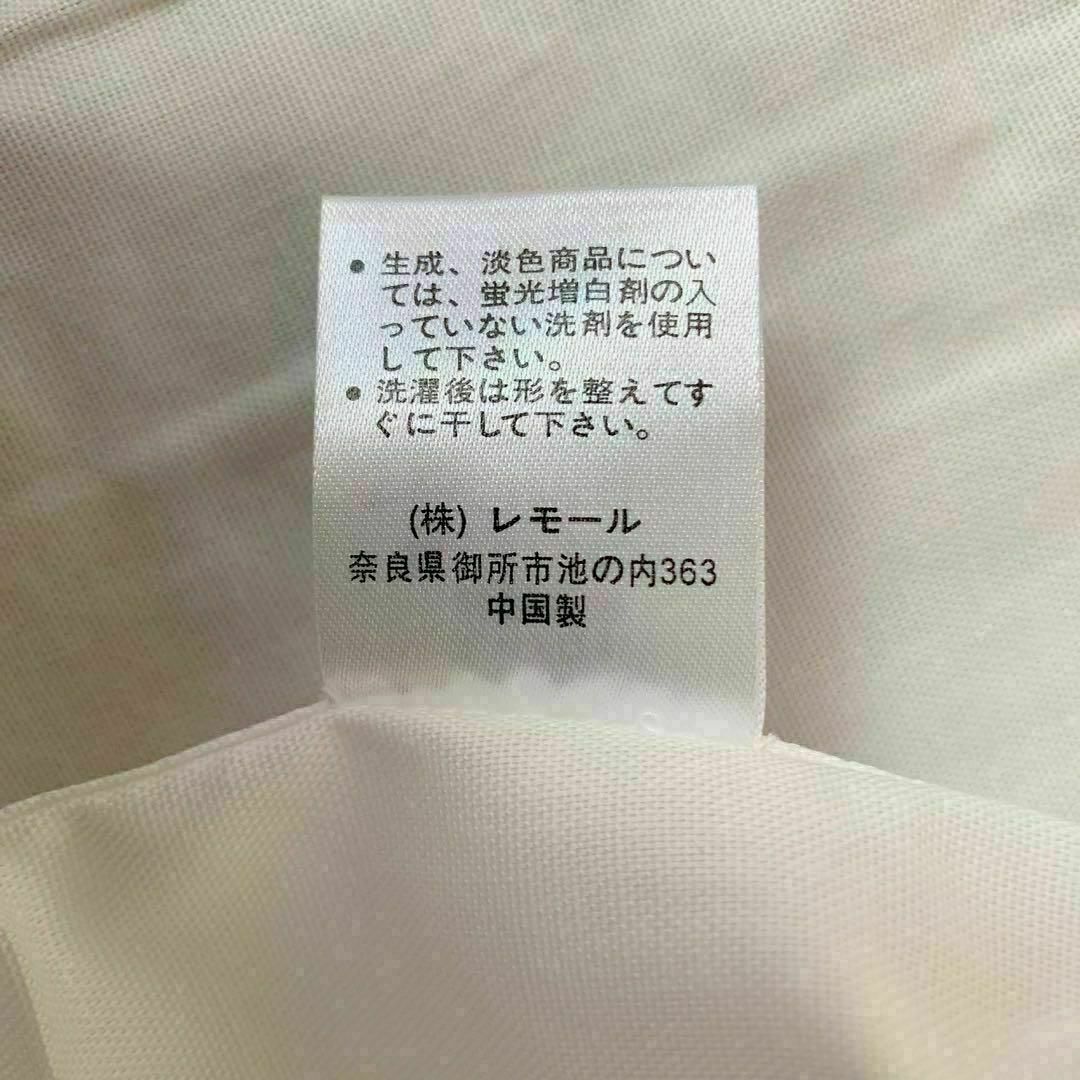 ● 生成、淡色商品につい
ては、蛍光増白剤の入
っていない洗剤を使用
して下さい。
● 洗濯後は形を整えてす
ぐに干して下さい。
(株) レモール
奈良県御所市池の内363
中国製